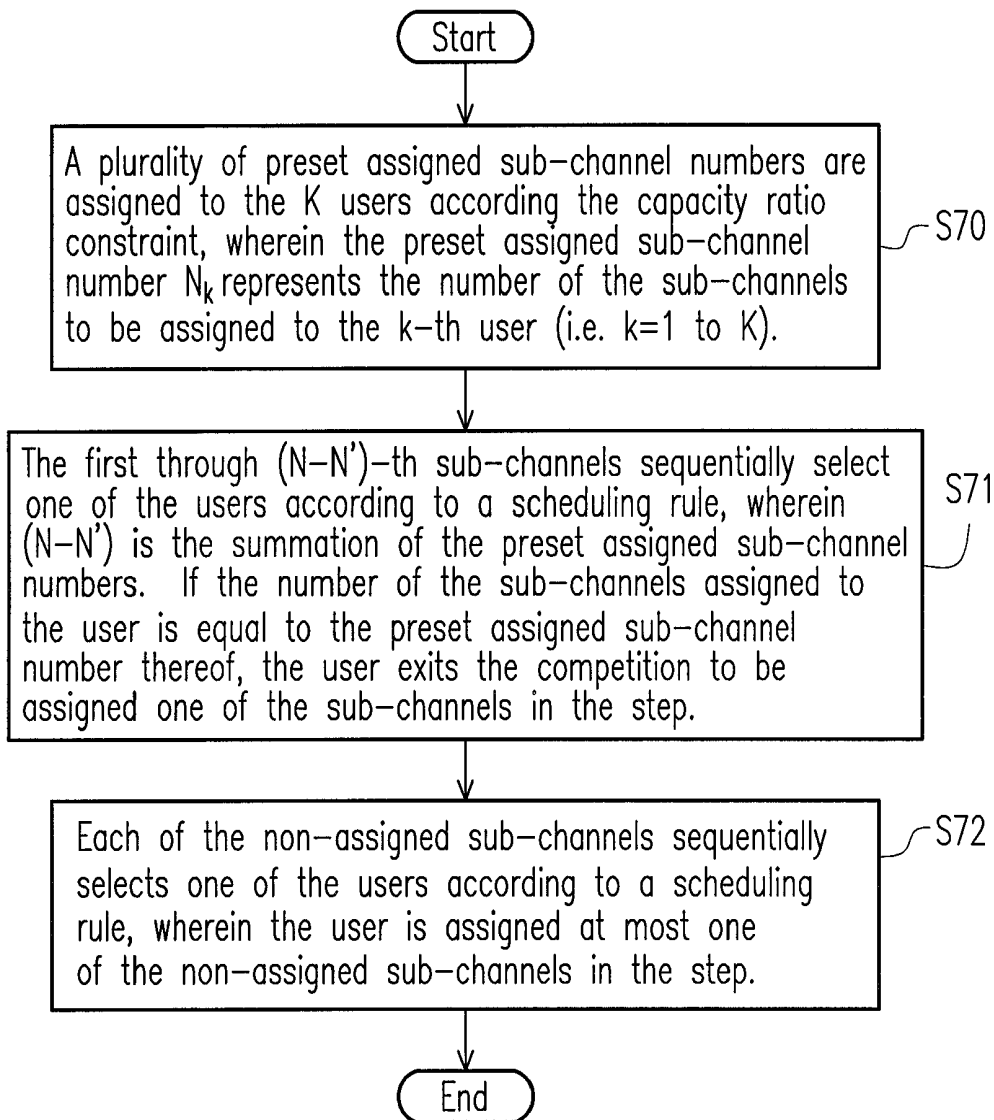 Start
A plurality of preset assigned sub-channel numbers are
assigned to the K users according the capacity ratio
constraint, wherein the preset assigned sub-channel
number Nk represents the number of the sub-channels
to be assigned to the k-th user (i.e. k=1 to K).
S70
The first through (N-N')-th sub-channels sequentially select
one of the users according to a scheduling rule, wherein
(N-N') is the summation of the preset assigned sub-channel
numbers. If the number of the sub-channels assigned to
the user is equal to the preset assigned sub-channel
number thereof, the user exits the competition to be
assigned one of the sub-channels in the step.
S71
Each of the non-assigned sub-channels sequentially
selects one of the users according to a scheduling
rule, wherein the user is assigned at most one
of the non-assigned sub-channels in the step.
S72
End